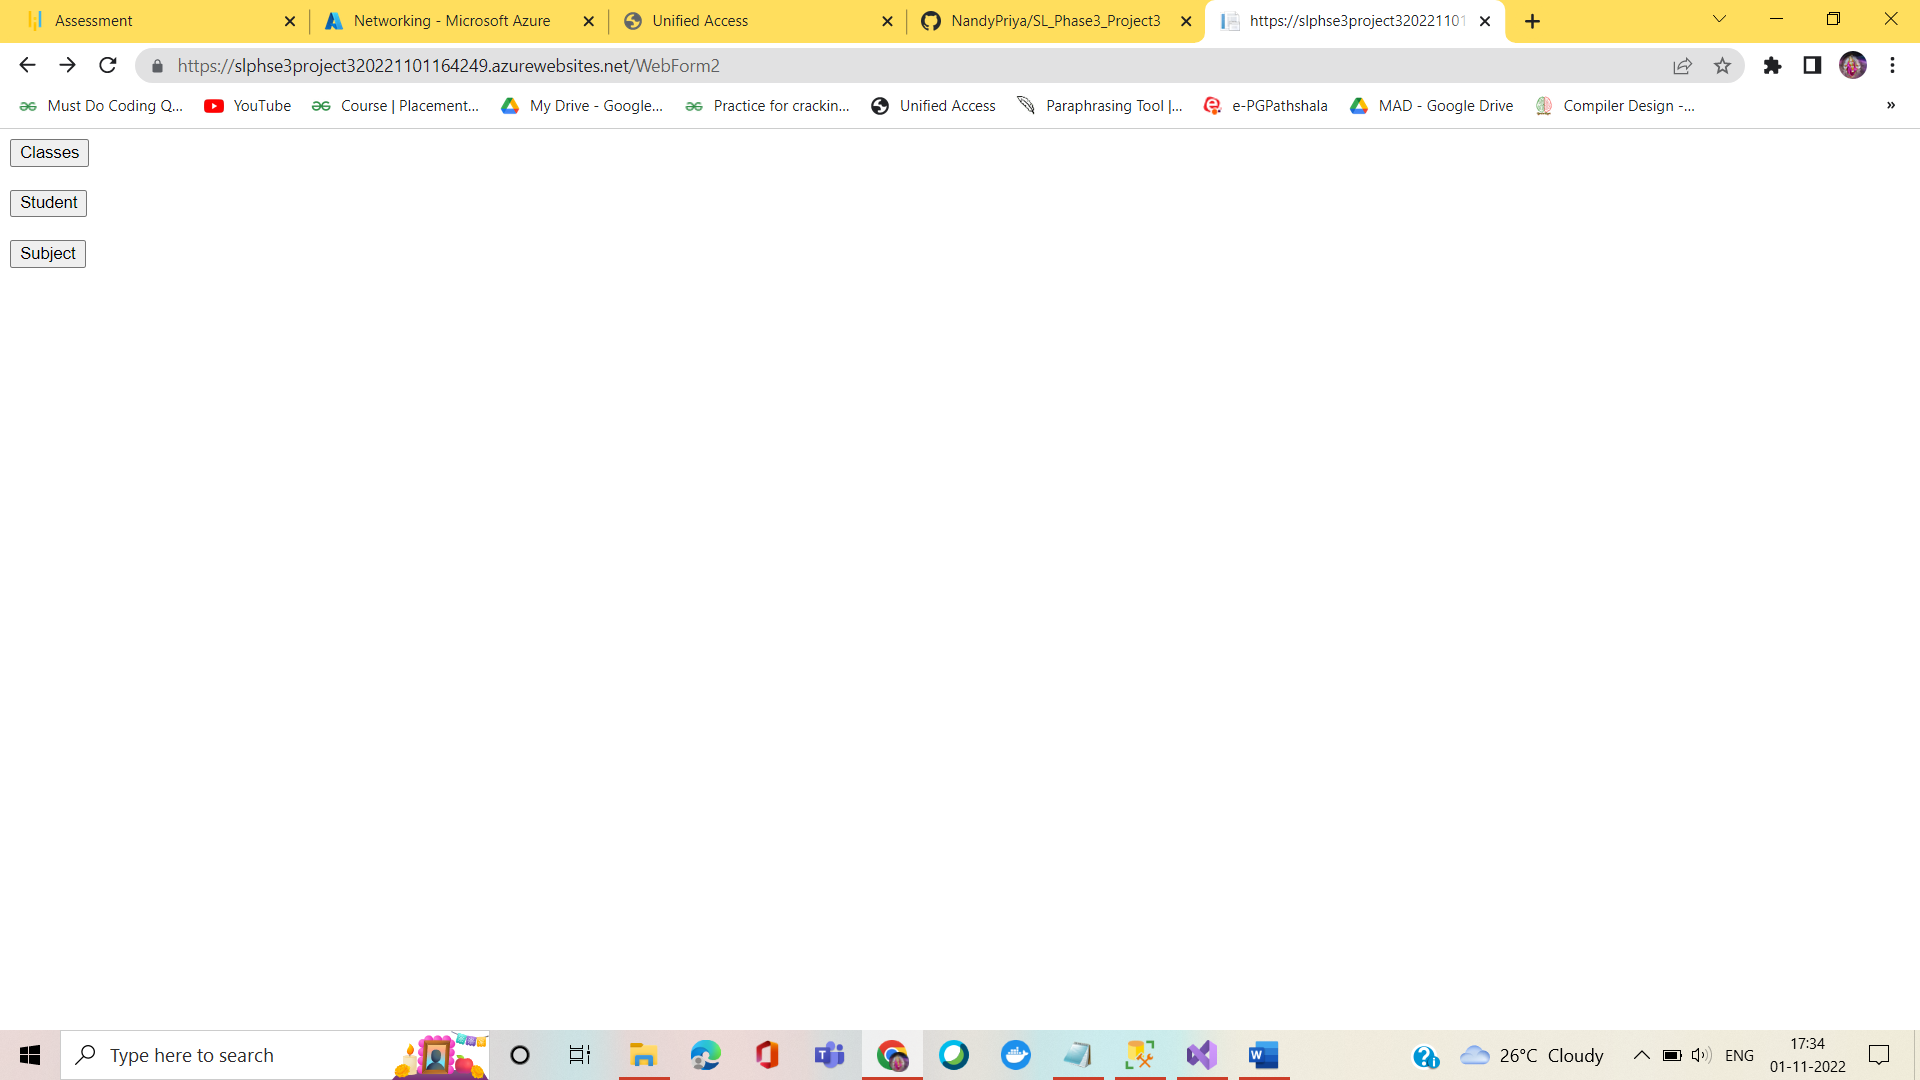 Assessment
Networking - Microsoft Azure
Unified Access
NandyPriya/SL_Phase3_Project3
https://slphse3project320221101
https://slphse3project320221101164249.azurewebsites.net/WebForm2
Must Do Coding Q...
YouTube
Course | Placement...
My Drive - Google...
Practice for crackin...
Unified Access
Paraphrasing Tool |...
e-PGPathshala
MAD - Google Drive
Compiler Design -...
»
Classes
Student
Subject
Type here to search
26°C Cloudy
ENG
17:34
01-11-2022